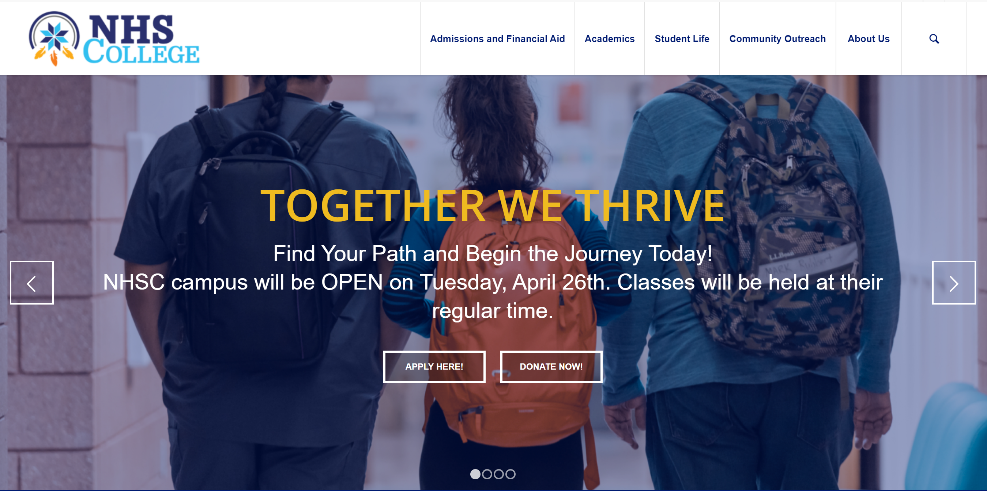 NHS
COLLEGE
Admissions and Financial Aid
Academics
Student Life
Community Outreach
About Us
TOGETHER WE THRIVE
Find Your Path and Begin the Journey Today!
NHSC campus will be OPEN on Tuesday, April 26th. Classes will be held at their
regular time.
APPLY HERE!
DONATE NOW!